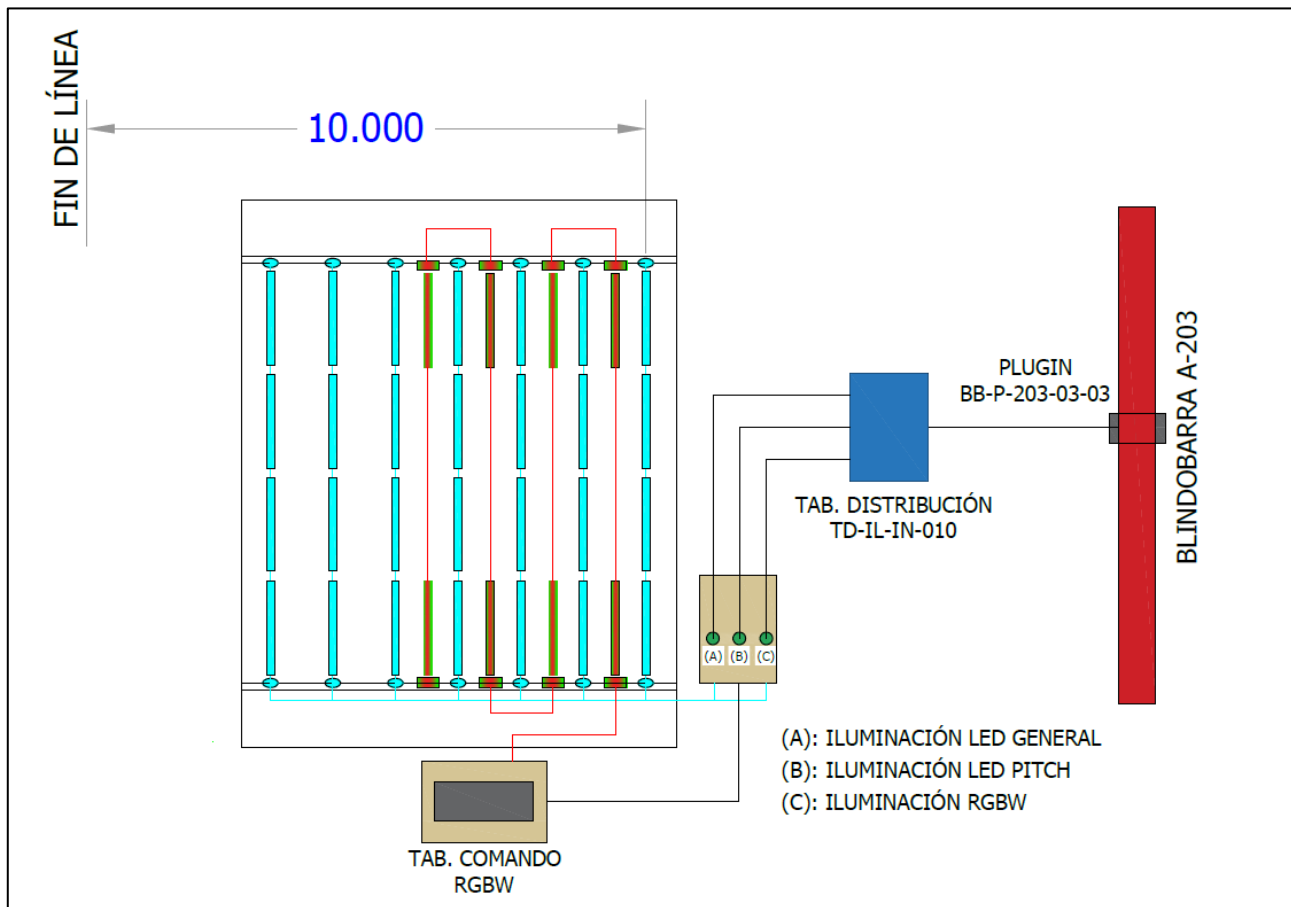 FIN DE LÍNEA
10.000
PLUGIN
BB-P-203-03-03
BLINDOBARRA A-203
TAB. DISTRIBUCIÓN
TD-IL-IN-010
(A) (B) (C)
(A): ILUMINACIÓN LED GENERAL
(B): ILUMINACIÓN LED PITCH
(C): ILUMINACIÓN RGBW
TAB. COMANDO
RGBW